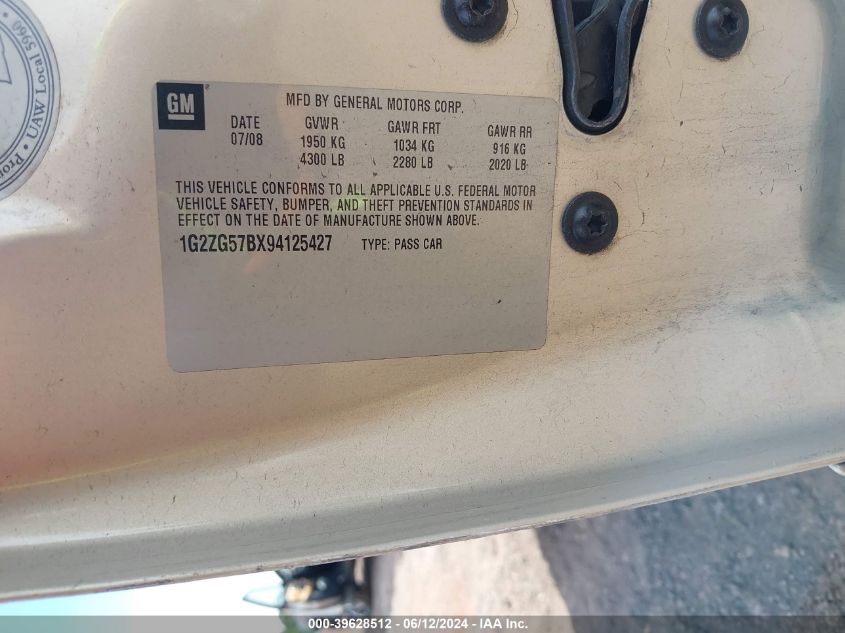 UAW Local 5960
GM
MFD BY GENERAL MOTORS CORP.
DATE GVWR GAWR FRT GAWR RR
07/08 1950 KG 1034 KG 916 KG
4300 LB 2280 LB 2020 LB
THIS VEHICLE CONFORMS TO ALL APPLICABLE U.S. FEDERAL MOTOR
VEHICLE SAFETY, BUMPER, AND THEFT PREVENTION STANDARDS IN
EFFECT ON THE DATE OF MANUFACTURE SHOWN ABOVE.
1G2ZG57BX94125427 TYPE: PASS CAR
000-39628512 - 06/12/2024 - IAA Inc.